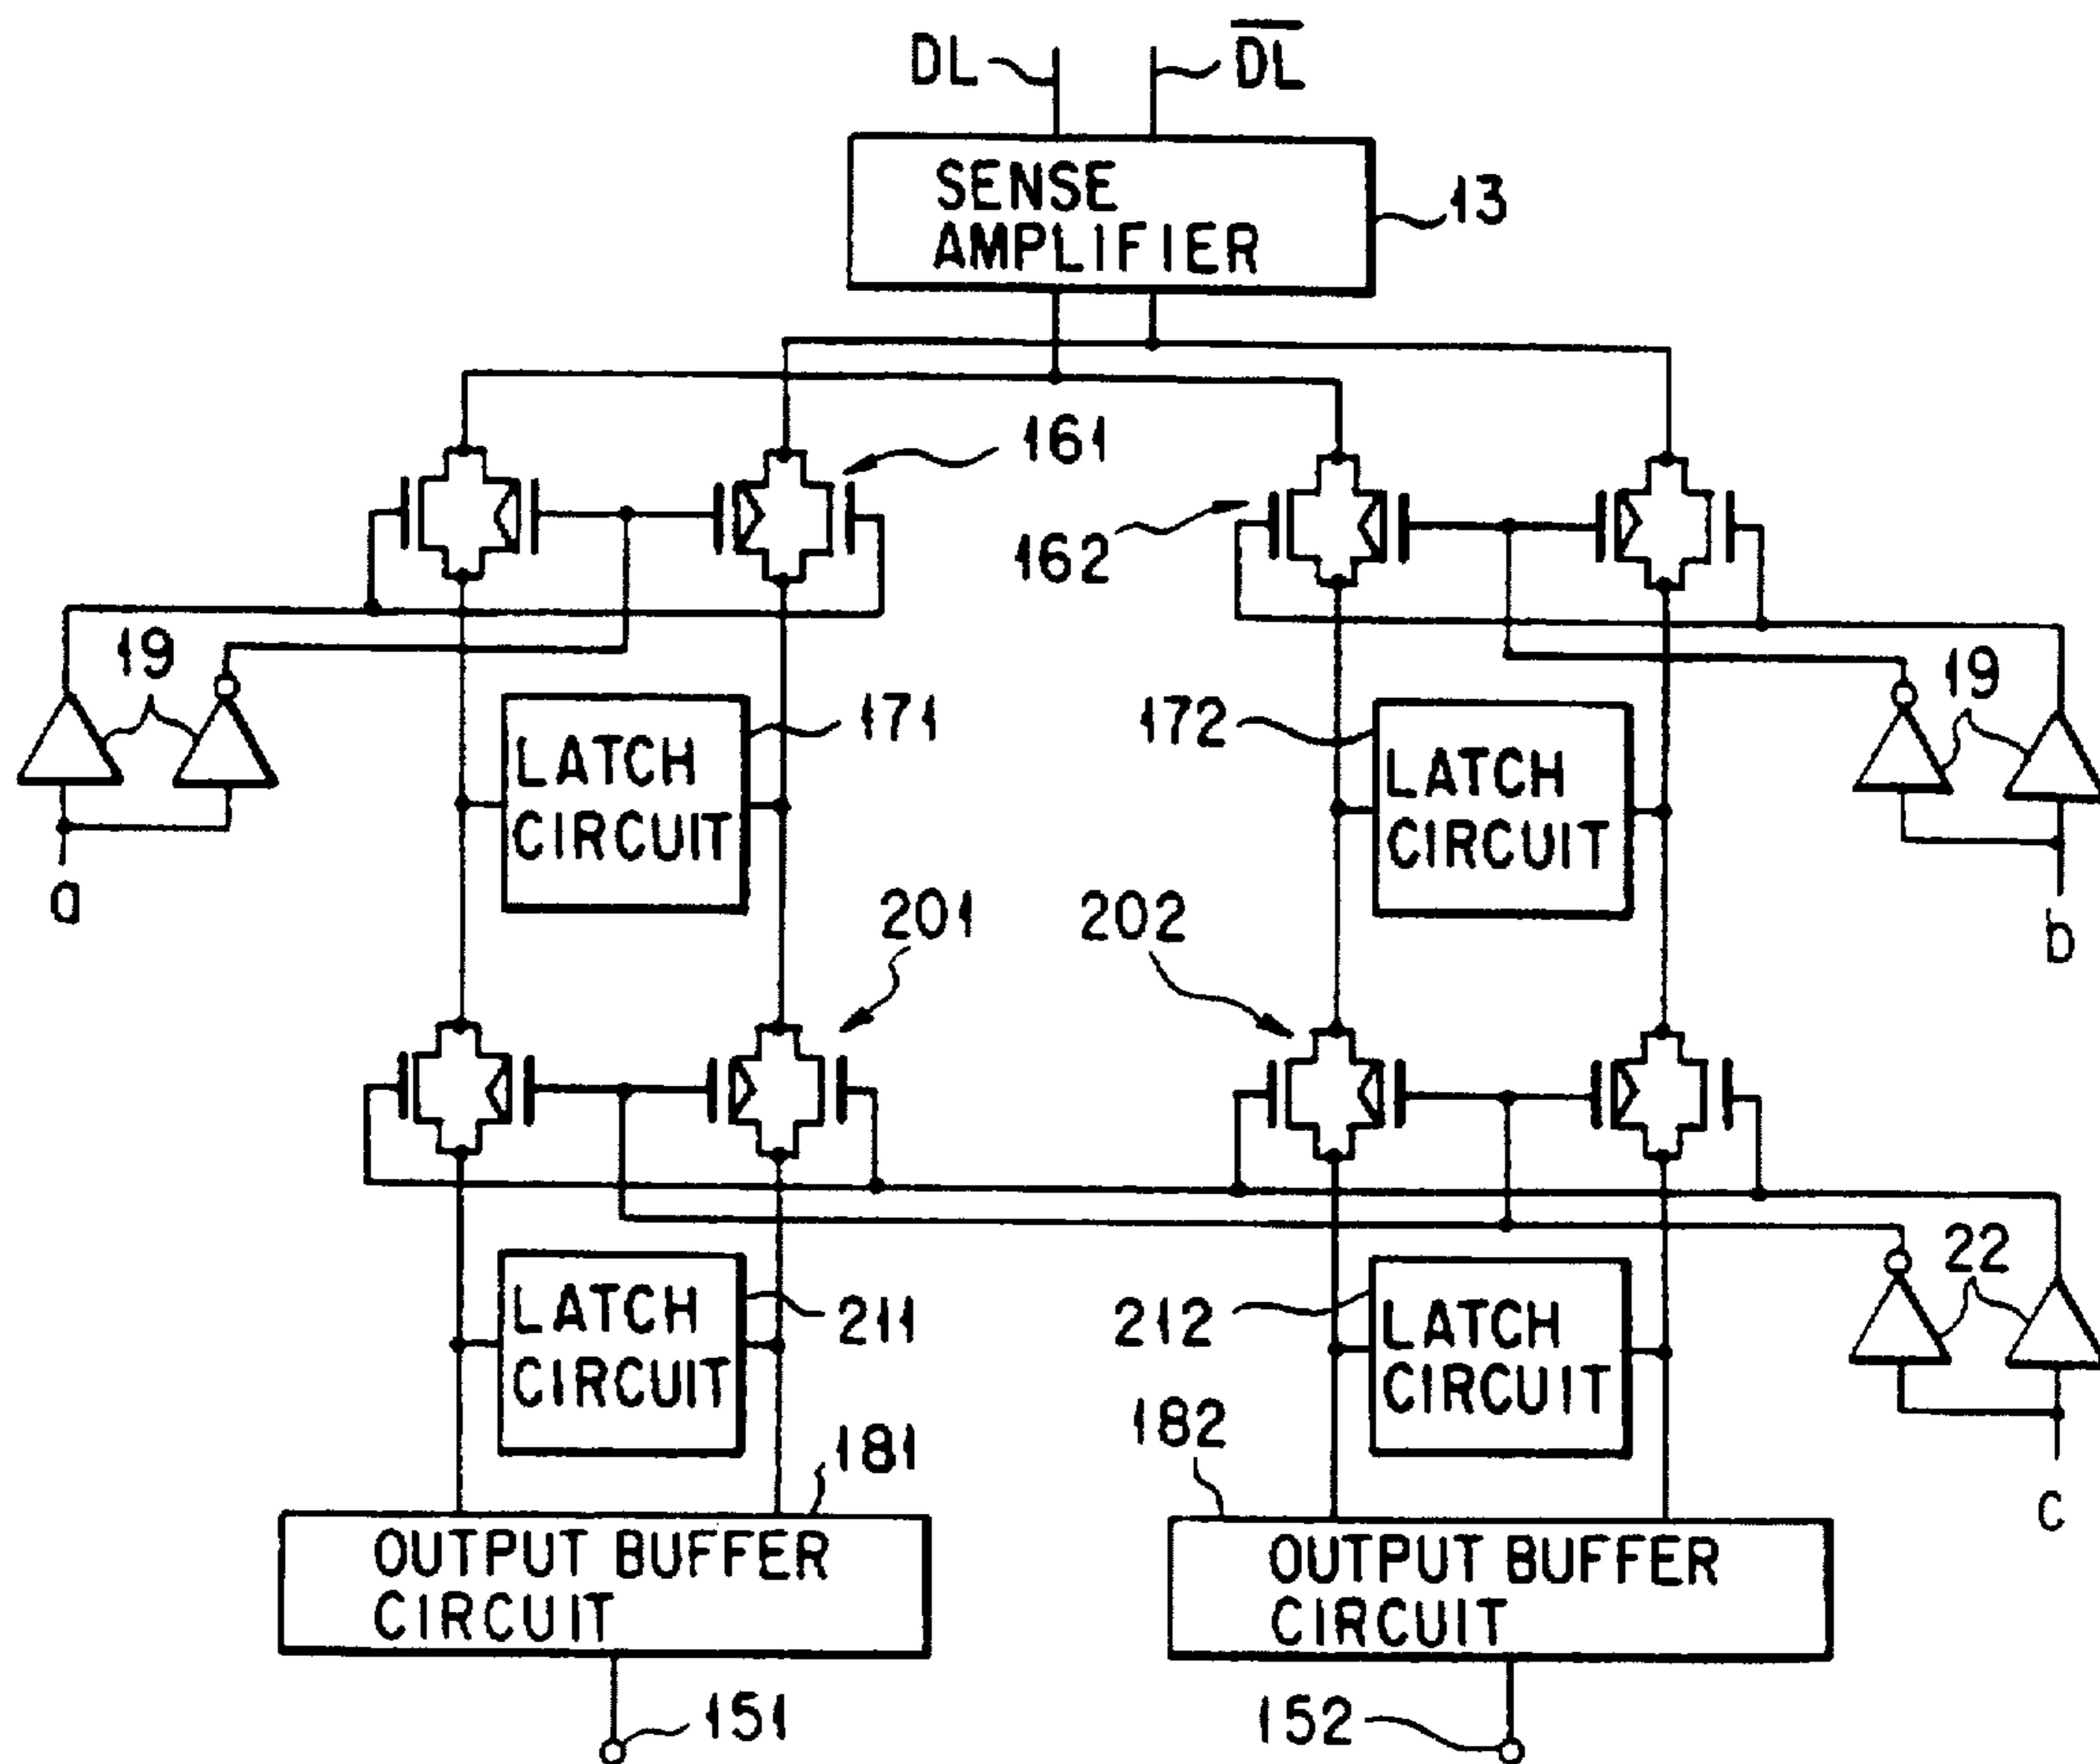 DL
D̅L̅
SENSE
AMPLIFIER
13
161
162
19
19
171
LATCH
CIRCUIT
172
LATCH
CIRCUIT
a
b
201
202
22
LATCH
CIRCUIT
211
212
LATCH
CIRCUIT
181
182
c
OUTPUT BUFFER
CIRCUIT
OUTPUT BUFFER
CIRCUIT
151
152